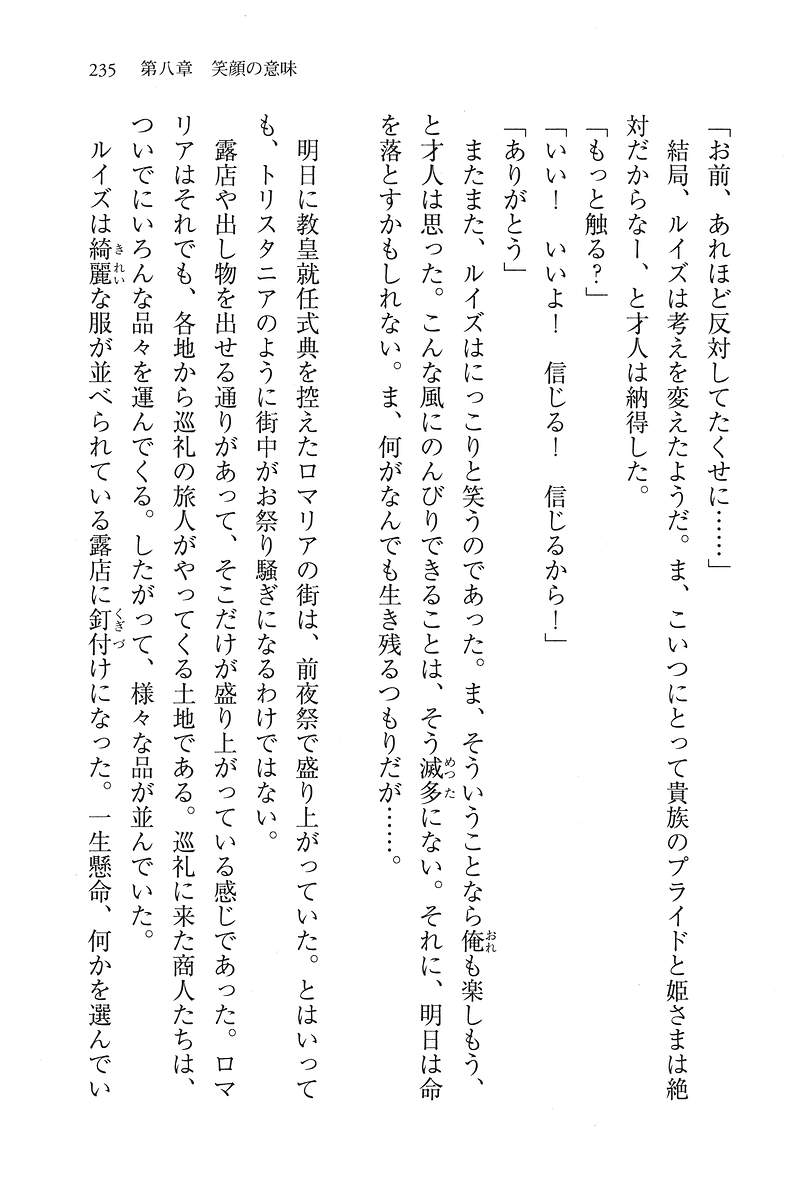 235　第八章　笑顔の意味
「お前、あれほど反対してたくせに……」
　結局、ルイズは考えを変えたようだ。ま、こいつにとって貴族のプライドと姫さまは絶
対だからなー、と才人は納得した。
「もっと触る？」
「いい！　いいよ！　信じる！　信じるから！」
「ありがとう」
　またまた、ルイズはにっこりと笑うのであった。ま、そういうことなら俺も楽しもう、
と才人は思った。こんな風にのんびりできることは、そう滅多にない。それに、明日は命
を落とすかもしれない。ま、何がなんでも生き残るつもりだが……。
　明日に教皇就任式典を控えたロマリアの街は、前夜祭で盛り上がっていた。とはいって
も、トリスタニアのように街中がお祭り騒ぎになるわけではない。
　露店や出し物を出せる通りがあって、そこだけが盛り上がっている感じであった。ロマ
リアはそれでも、各地から巡礼の旅人がやってくる土地である。巡礼に来た商人たちは、
ついでにいろんな品々を運んでくる。したがって、様々な品が並んでいた。
　ルイズは綺麗な服が並べられている露店に釘付けになった。一生懸命、何かを選んでい